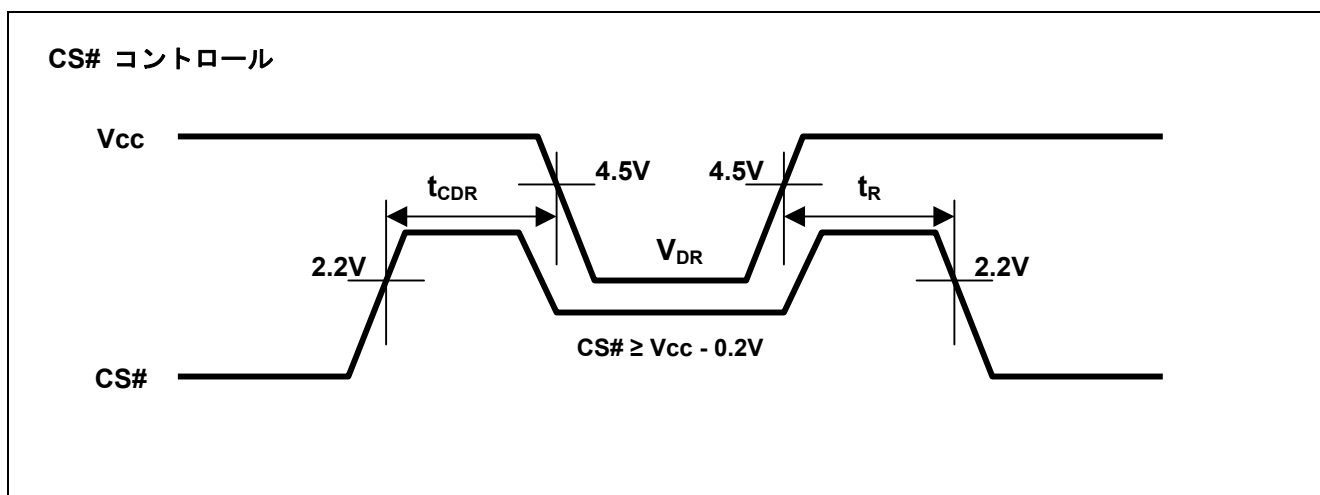 CS# コントロール
Vcc
4.5V 4.5V
tCDR tR
2.2V VDR 2.2V
CS# ≥ Vcc - 0.2V
CS#